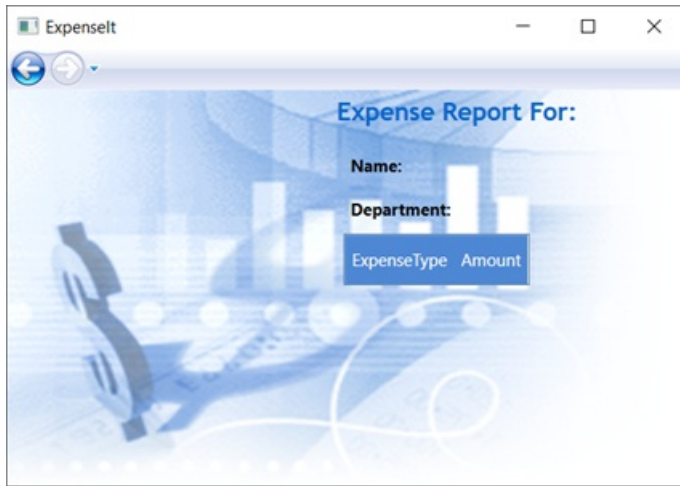 ExpenseIt
Expense Report For:
Name:
Department:
ExpenseType Amount